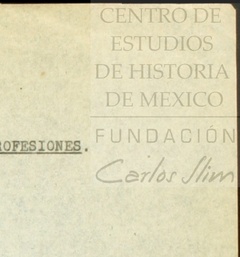 CENTRO DE
ESTUDIOS
DE HISTORIA
DE MEXICO
FUNDACIÓN
Carlos Slim
ROFESIONES.